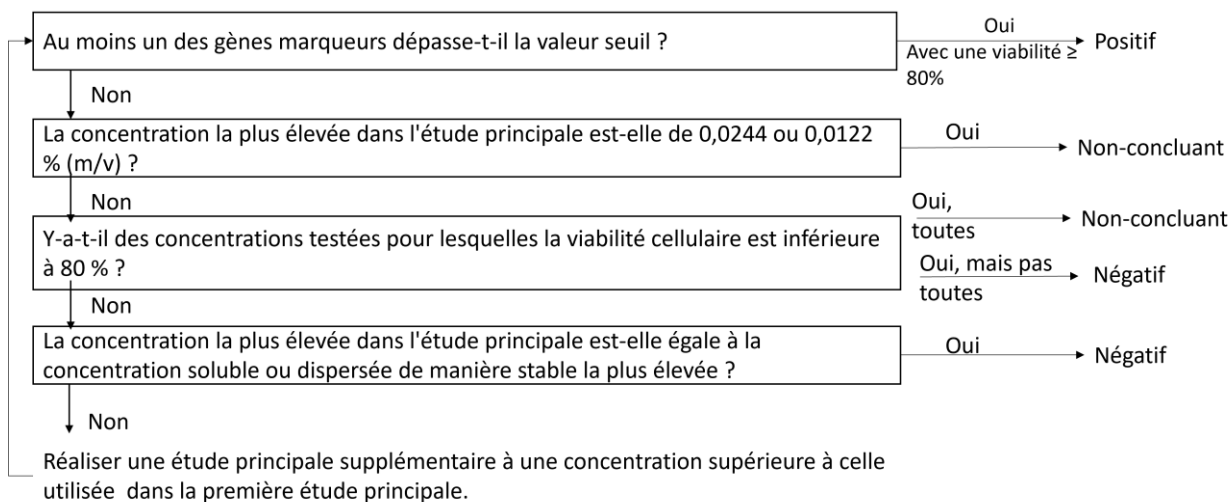 Au moins un des gènes marqueurs dépasse-t-il la valeur seuil ?
Oui
Avec une viabilité ≥
80%
Positif
Non
La concentration la plus élevée dans l'étude principale est-elle de 0,0244 ou 0,0122
% (m/v) ?
Oui
Non-concluant
Non
Y-a-t-il des concentrations testées pour lesquelles la viabilité cellulaire est inférieure
à 80 % ?
Oui,
toutes
Non-concluant
Oui, mais pas
toutes
Négatif
Non
La concentration la plus élevée dans l'étude principale est-elle égale à la
concentration soluble ou dispersée de manière stable la plus élevée ?
Oui
Négatif
Non
Réaliser une étude principale supplémentaire à une concentration supérieure à celle
utilisée dans la première étude principale.